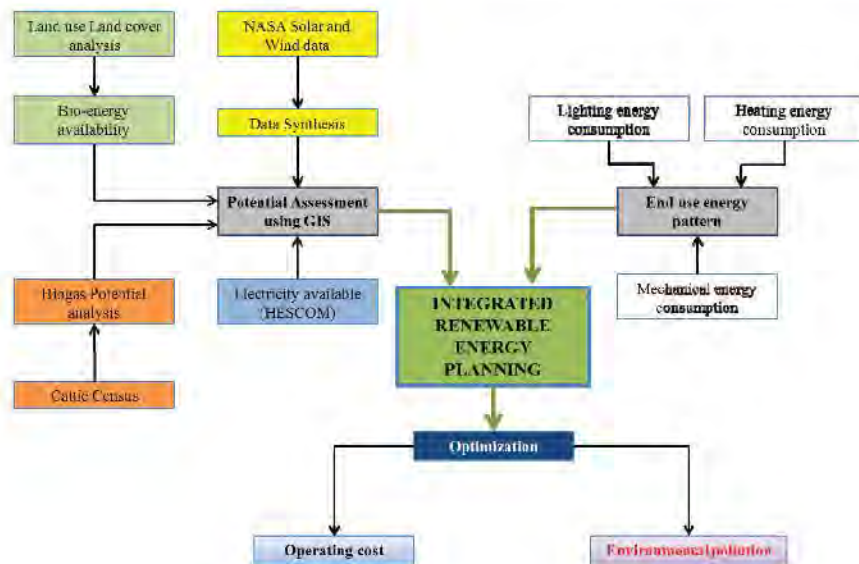 Land use Land cover
analysis
NASA Solar and
Wind data
Bio-energy
availability
Data Synthesis
Lighting energy
consumption
Heating energy
consumption
Potential Assessment
using GIS
End use energy
pattern
Biogas Potential
analysis
Electricity available
(HESCOM)
INTEGRATED
RENEWABLE
ENERGY
PLANNING
Mechanical energy
consumption
Cattle Census
Optimization
Operating cost
Environmental pollution